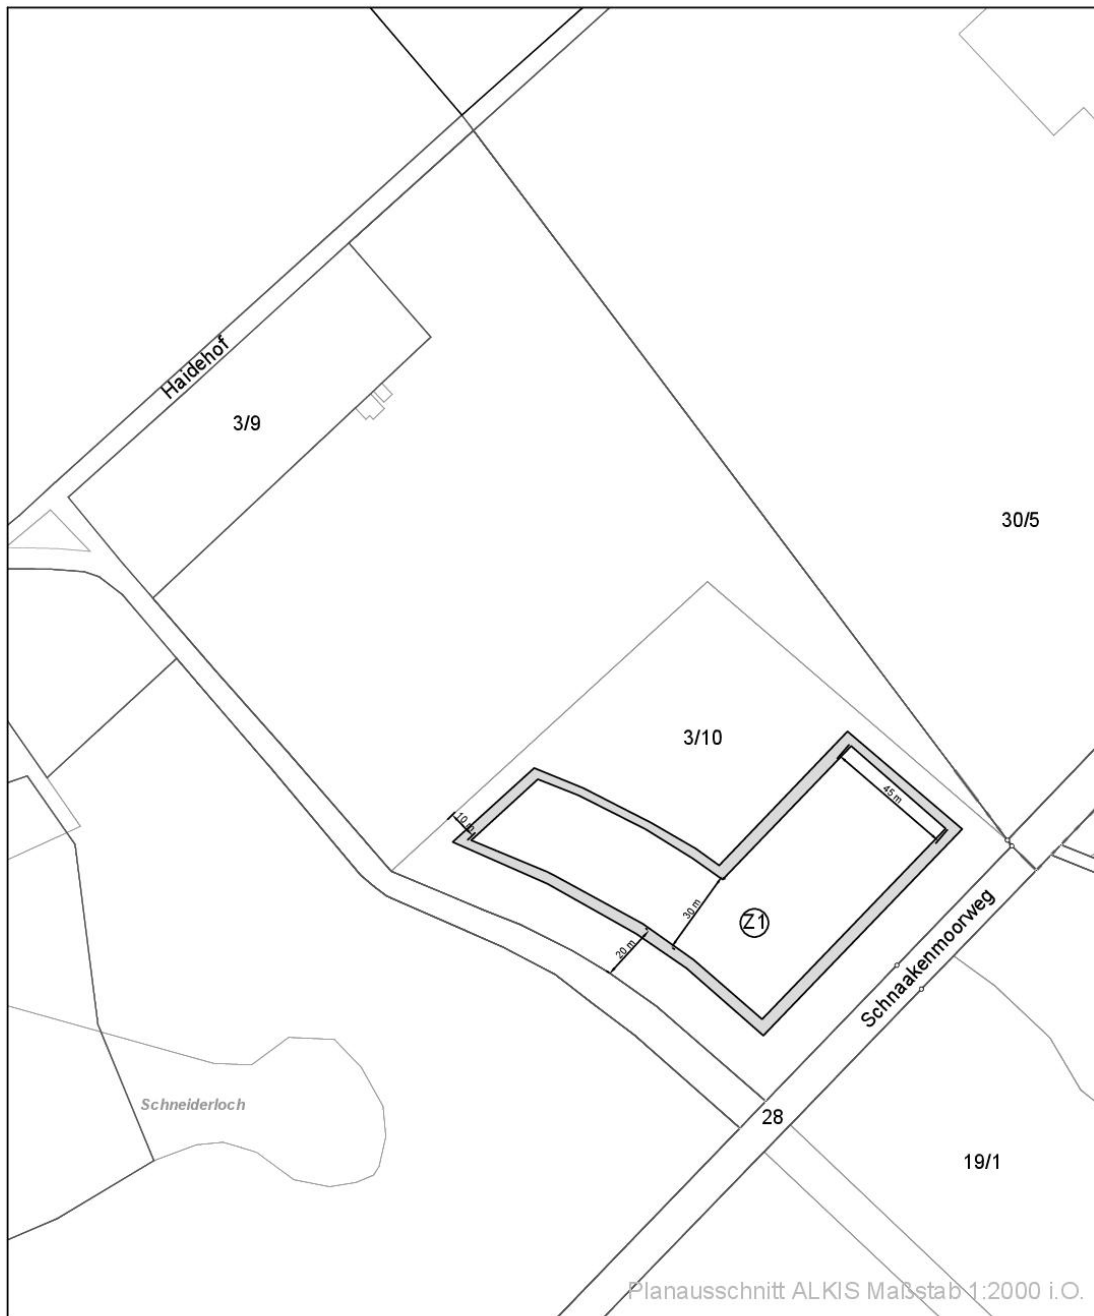 Haidehof
3/9
30/5
3/10
45 m
10 m
30 m
Z1
20 m
Schnaakenmoorweg
Schneiderloch
28
19/1
Planausschnitt ALKIS Maßstab 1:2000 i.O.